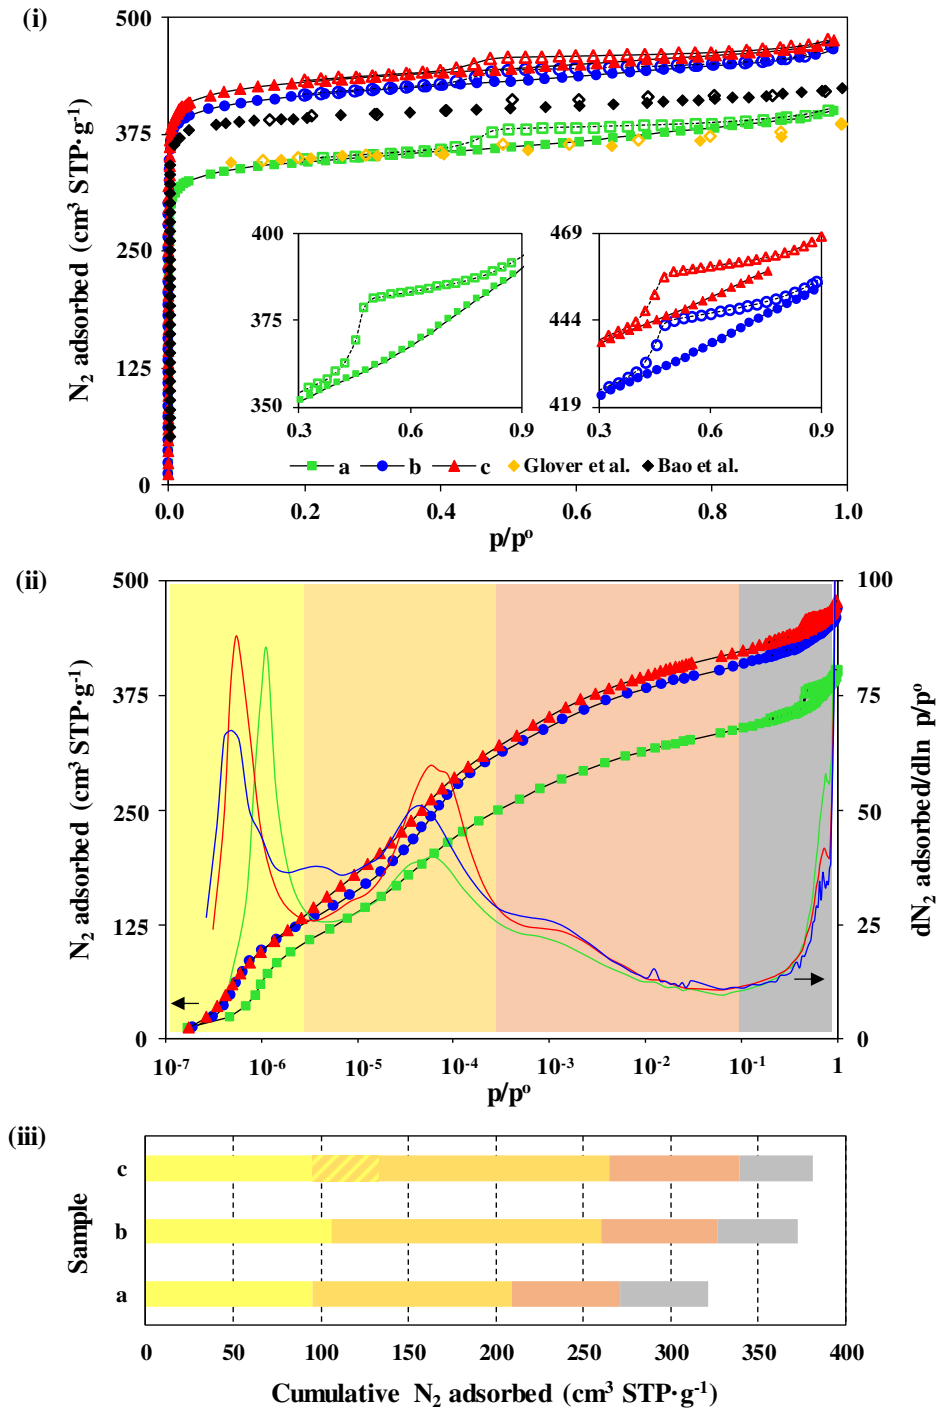 (i)
500
375
250
125
0
N₂ adsorbed (cm³ STP·g⁻¹)
400
375
350
0.3 0.6 0.9
469
444
419
0.3 0.6 0.9
a b c Glover et al. Bao et al.
0.0 0.2 0.4 0.6 0.8 1.0
p/pᵒ
(ii)
500
375
250
125
0
N₂ adsorbed (cm³ STP·g⁻¹)
100
75
50
25
0
dN₂ adsorbed/dln p/pᵒ
10⁻⁷ 10⁻⁶ 10⁻⁵ 10⁻⁴ 10⁻³ 10⁻² 10⁻¹ 1
p/pᵒ
(iii)
Sample
c
b
a
0 50 100 150 200 250 300 350 400
Cumulative N₂ adsorbed (cm³ STP·g⁻¹)